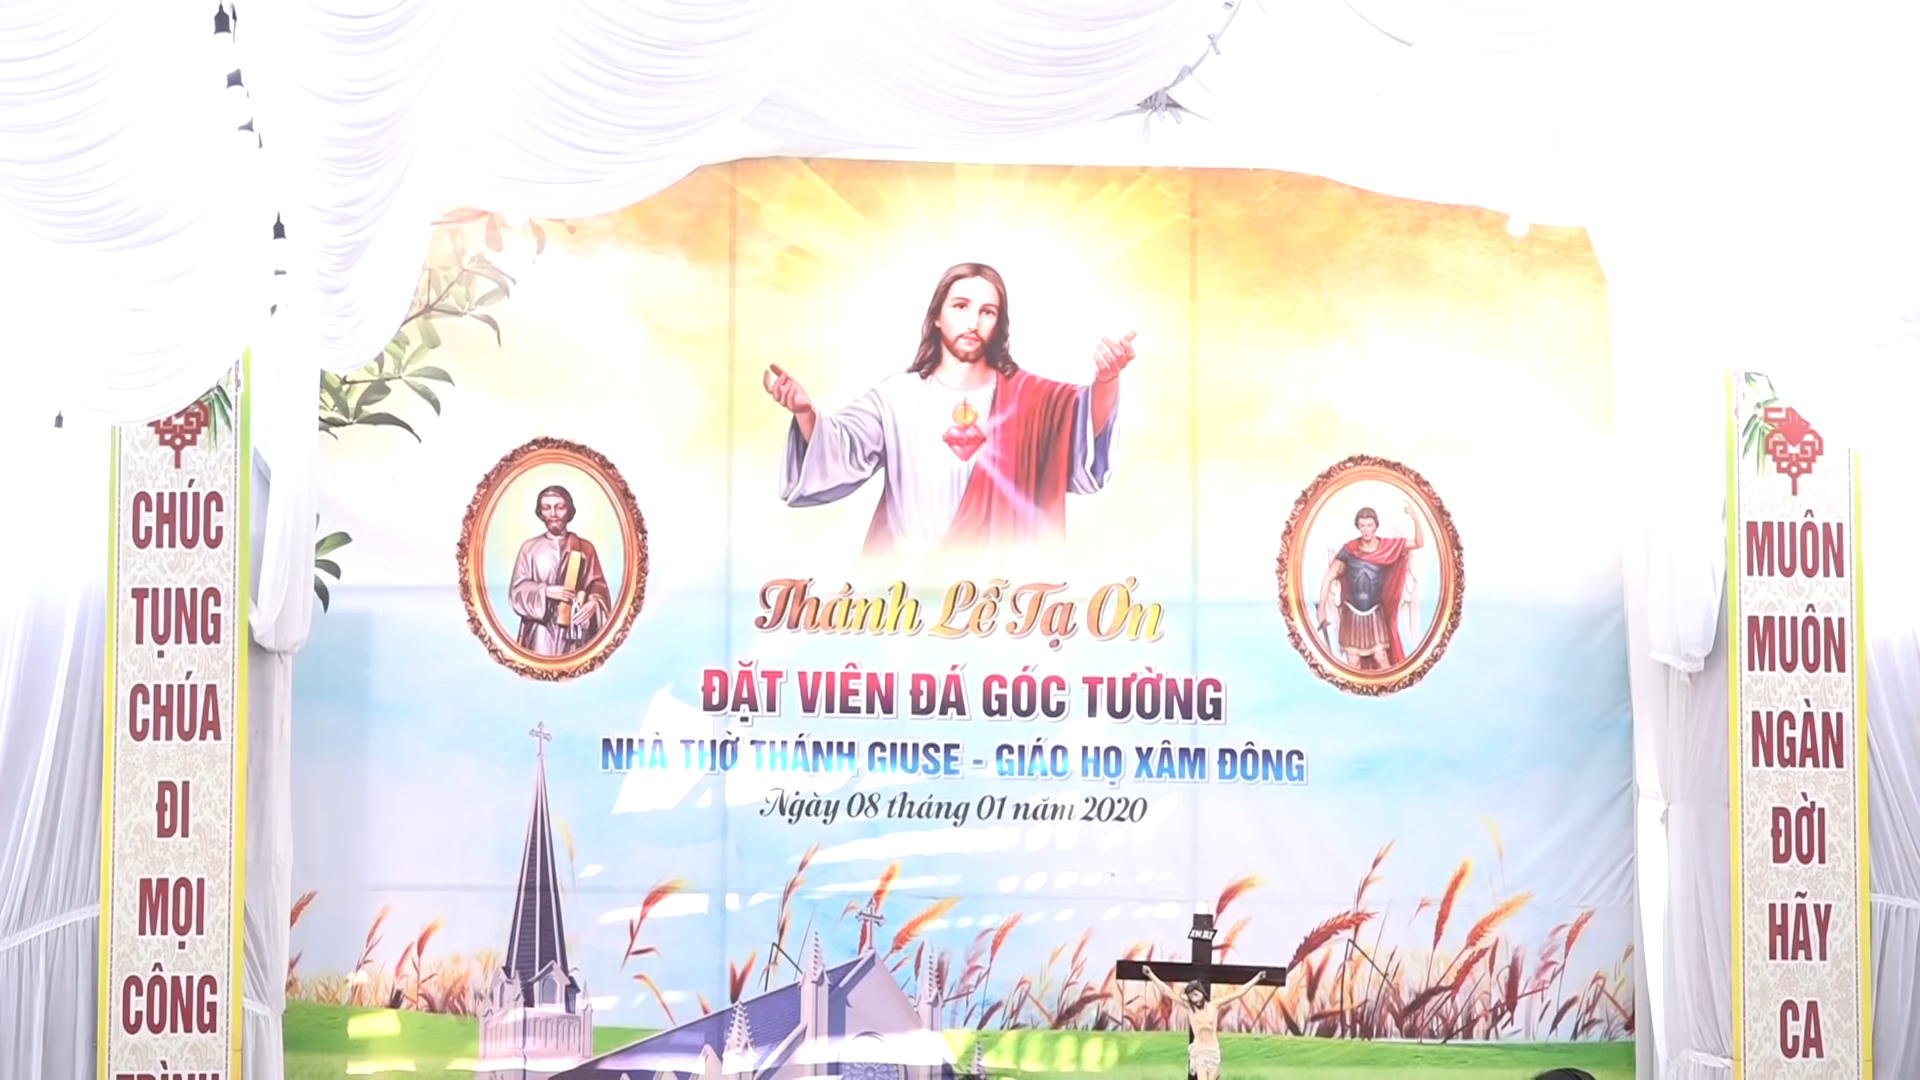 CHÚC
TỤNG
CHÚA
ĐI
MỌI
CÔNG
TRÌNH
Thánh Lễ Tạ Ơn
ĐẶT VIÊN ĐÁ GÓC TƯỜNG
NHÀ THỜ THÁNH GIUSE - GIÁO HỌ XÂM ĐÔNG
Ngày 08 tháng 01 năm 2020
MUÔN
MUÔN
NGÀN
ĐỜI
HÃY
CA